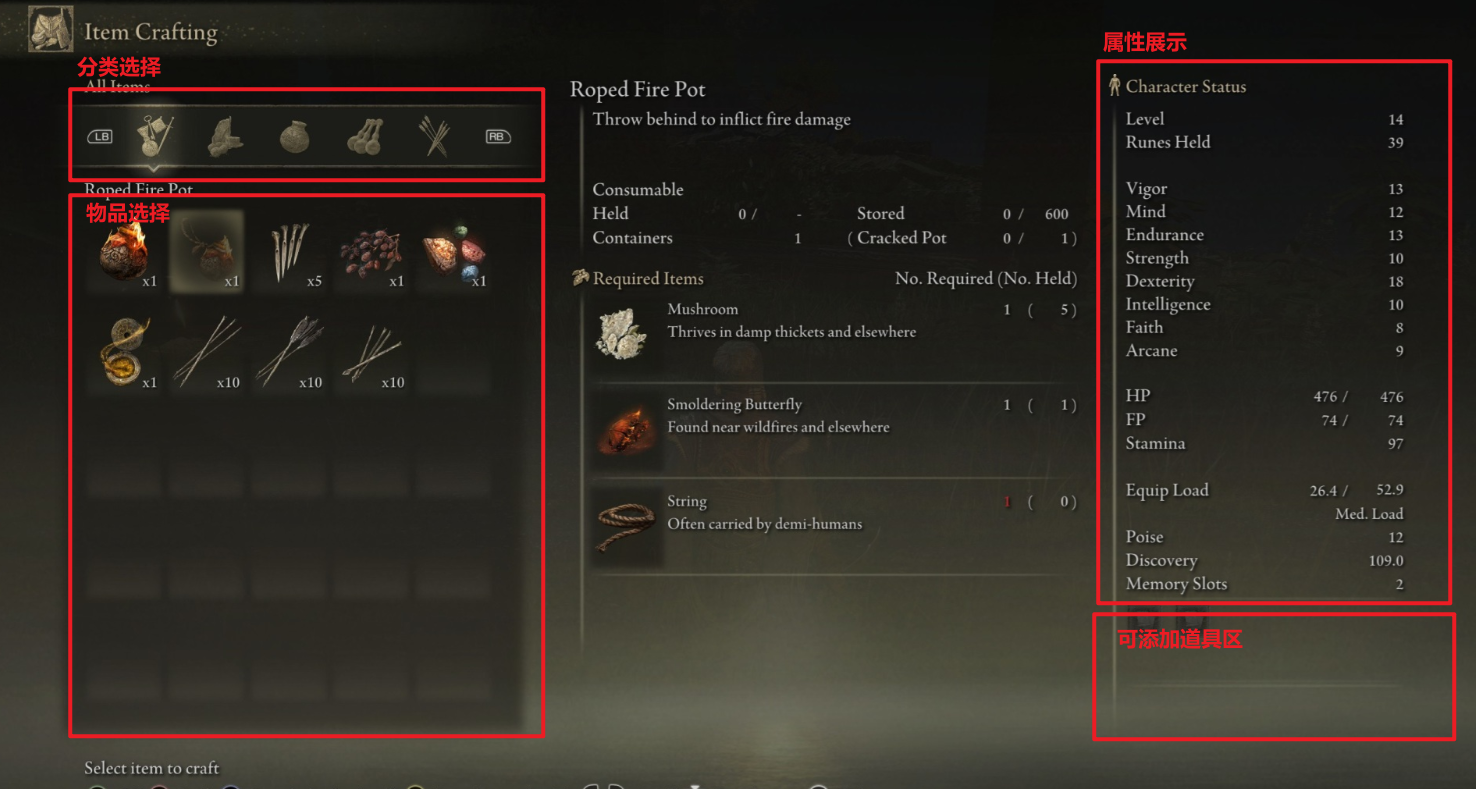 Item Crafting
分类选择
All Items
LB
RB
Roped Fire Pot
物品选择
x1
x1
x5
x1
x1
x1
x10
x10
x10
Select item to craft
Roped Fire Pot
Throw behind to inflict fire damage
Consumable
Held 0 / - Stored 0 / 600
Containers 1 ( Cracked Pot 0 / 1 )
Required Items No. Required (No. Held)
Mushroom 1 ( 5 )
Thrives in damp thickets and elsewhere
Smoldering Butterfly 1 ( 1 )
Found near wildfires and elsewhere
String 1 ( 0 )
Often carried by demi-humans
属性展示
Character Status
Level 14
Runes Held 39
Vigor 13
Mind 12
Endurance 13
Strength 10
Dexterity 18
Intelligence 10
Faith 8
Arcane 9
HP 476 / 476
FP 74 / 74
Stamina 97
Equip Load 26.4 / 52.9
Med. Load
Poise 12
Discovery 109.0
Memory Slots 2
可添加道具区